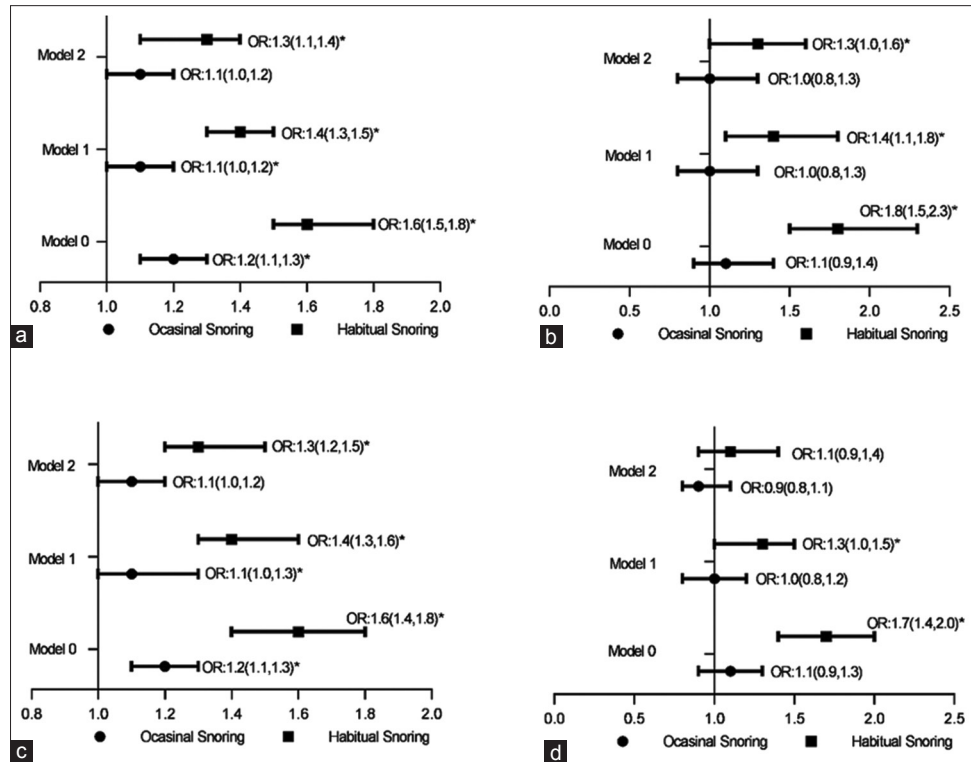 Model 2
OR:1.3(1.1,1.4)*
OR:1.1(1.0,1.2)
Model 1
OR:1.4(1.3,1.5)*
OR:1.1(1.0,1.2)*
Model 0
OR:1.6(1.5,1.8)*
OR:1.2(1.1,1.3)*
0.8 1.0 1.2 1.4 1.6 1.8 2.0
Ocasinal Snoring Habitual Snoring
a
Model 2
OR:1.3(1.0,1.6)*
OR:1.0(0.8,1.3)
Model 1
OR:1.4(1.1,1.8)*
OR:1.0(0.8,1.3)
Model 0
OR:1.8(1.5,2.3)*
OR:1.1(0.9,1.4)
0.0 0.5 1.0 1.5 2.0 2.5
Ocasinal Snoring Habitual Snoring
b
Model 2
OR:1.3(1.2,1.5)*
OR:1.1(1.0,1.2)
Model 1
OR:1.4(1.3,1.6)*
OR:1.1(1.0,1.3)*
Model 0
OR:1.6(1.4,1.8)*
OR:1.2(1.1,1.3)*
0.8 1.0 1.2 1.4 1.6 1.8 2.0
Ocasinal Snoring Habitual Snoring
c
Model 2
OR:1.1(0.9,1.4)
OR:0.9(0.8,1.1)
Model 1
OR:1.3(1.0,1.5)*
OR:1.0(0.8,1.2)
Model 0
OR:1.7(1.4,2.0)*
OR:1.1(0.9,1.3)
0.0 0.5 1.0 1.5 2.0 2.5
Ocasinal Snoring Habitual Snoring
d